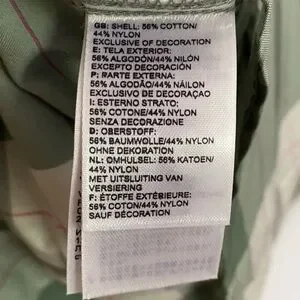 GB: SHELL: 56% COTTON/
44% NYLON
EXCLUSIVE OF DECORATION
E: TELA EXTERIOR:
56% ALGODÓN/44% NILÓN
EXCEPTO DECORACIÓN
P: PARTE EXTERNA:
56% ALGODÃO/44% NÁILON
EXCLUSIVO DE DECORAÇAO
I: ESTERNO STRATO:
56% COTONE/44% NYLON
SENZA DECORAZIONE
D: OBERSTOFF:
56% BAUMWOLLE/44% NYLON
OHNE DEKORATION
NL: OMHULSEL: 56% KATOEN/
44% NYLON
MET UITSLUITING VAN
VERSIERING
F: ÉTOFFE EXTÉRIEURE:
56% COTON/44% NYLON
SAUF DÉCORATION